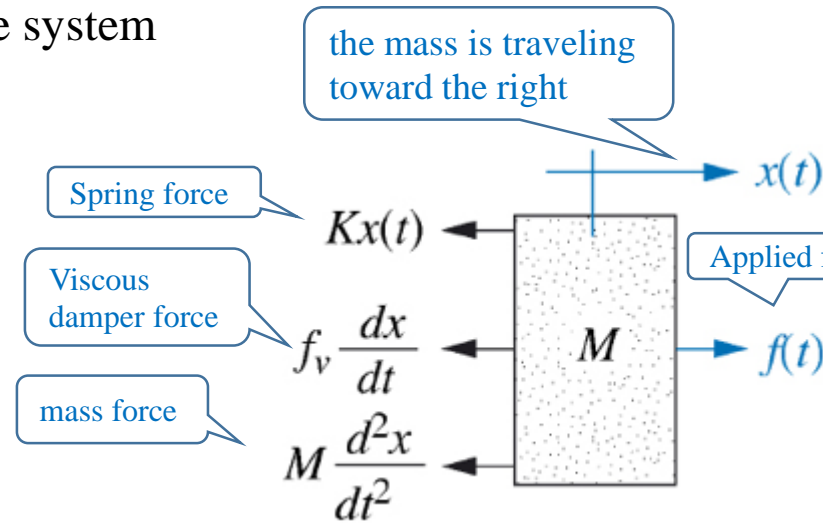 e system
the mass is traveling
toward the right
x(t)
Spring force
Kx(t)
Applied
Viscous
damper force
f_v dx/dt
M
f(t)
mass force
M d²x/dt²